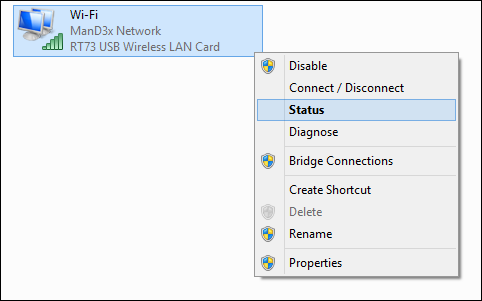 Wi-Fi
ManD3x Network
RT73 USB Wireless LAN Card
Disable
Connect / Disconnect
Status
Diagnose
Bridge Connections
Create Shortcut
Delete
Rename
Properties